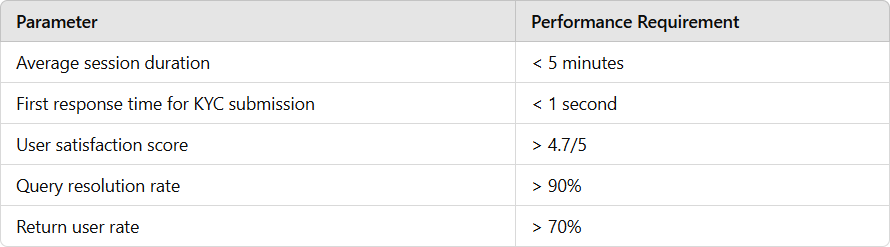 Parameter Performance Requirement
Average session duration < 5 minutes
First response time for KYC submission < 1 second
User satisfaction score > 4.7/5
Query resolution rate > 90%
Return user rate > 70%